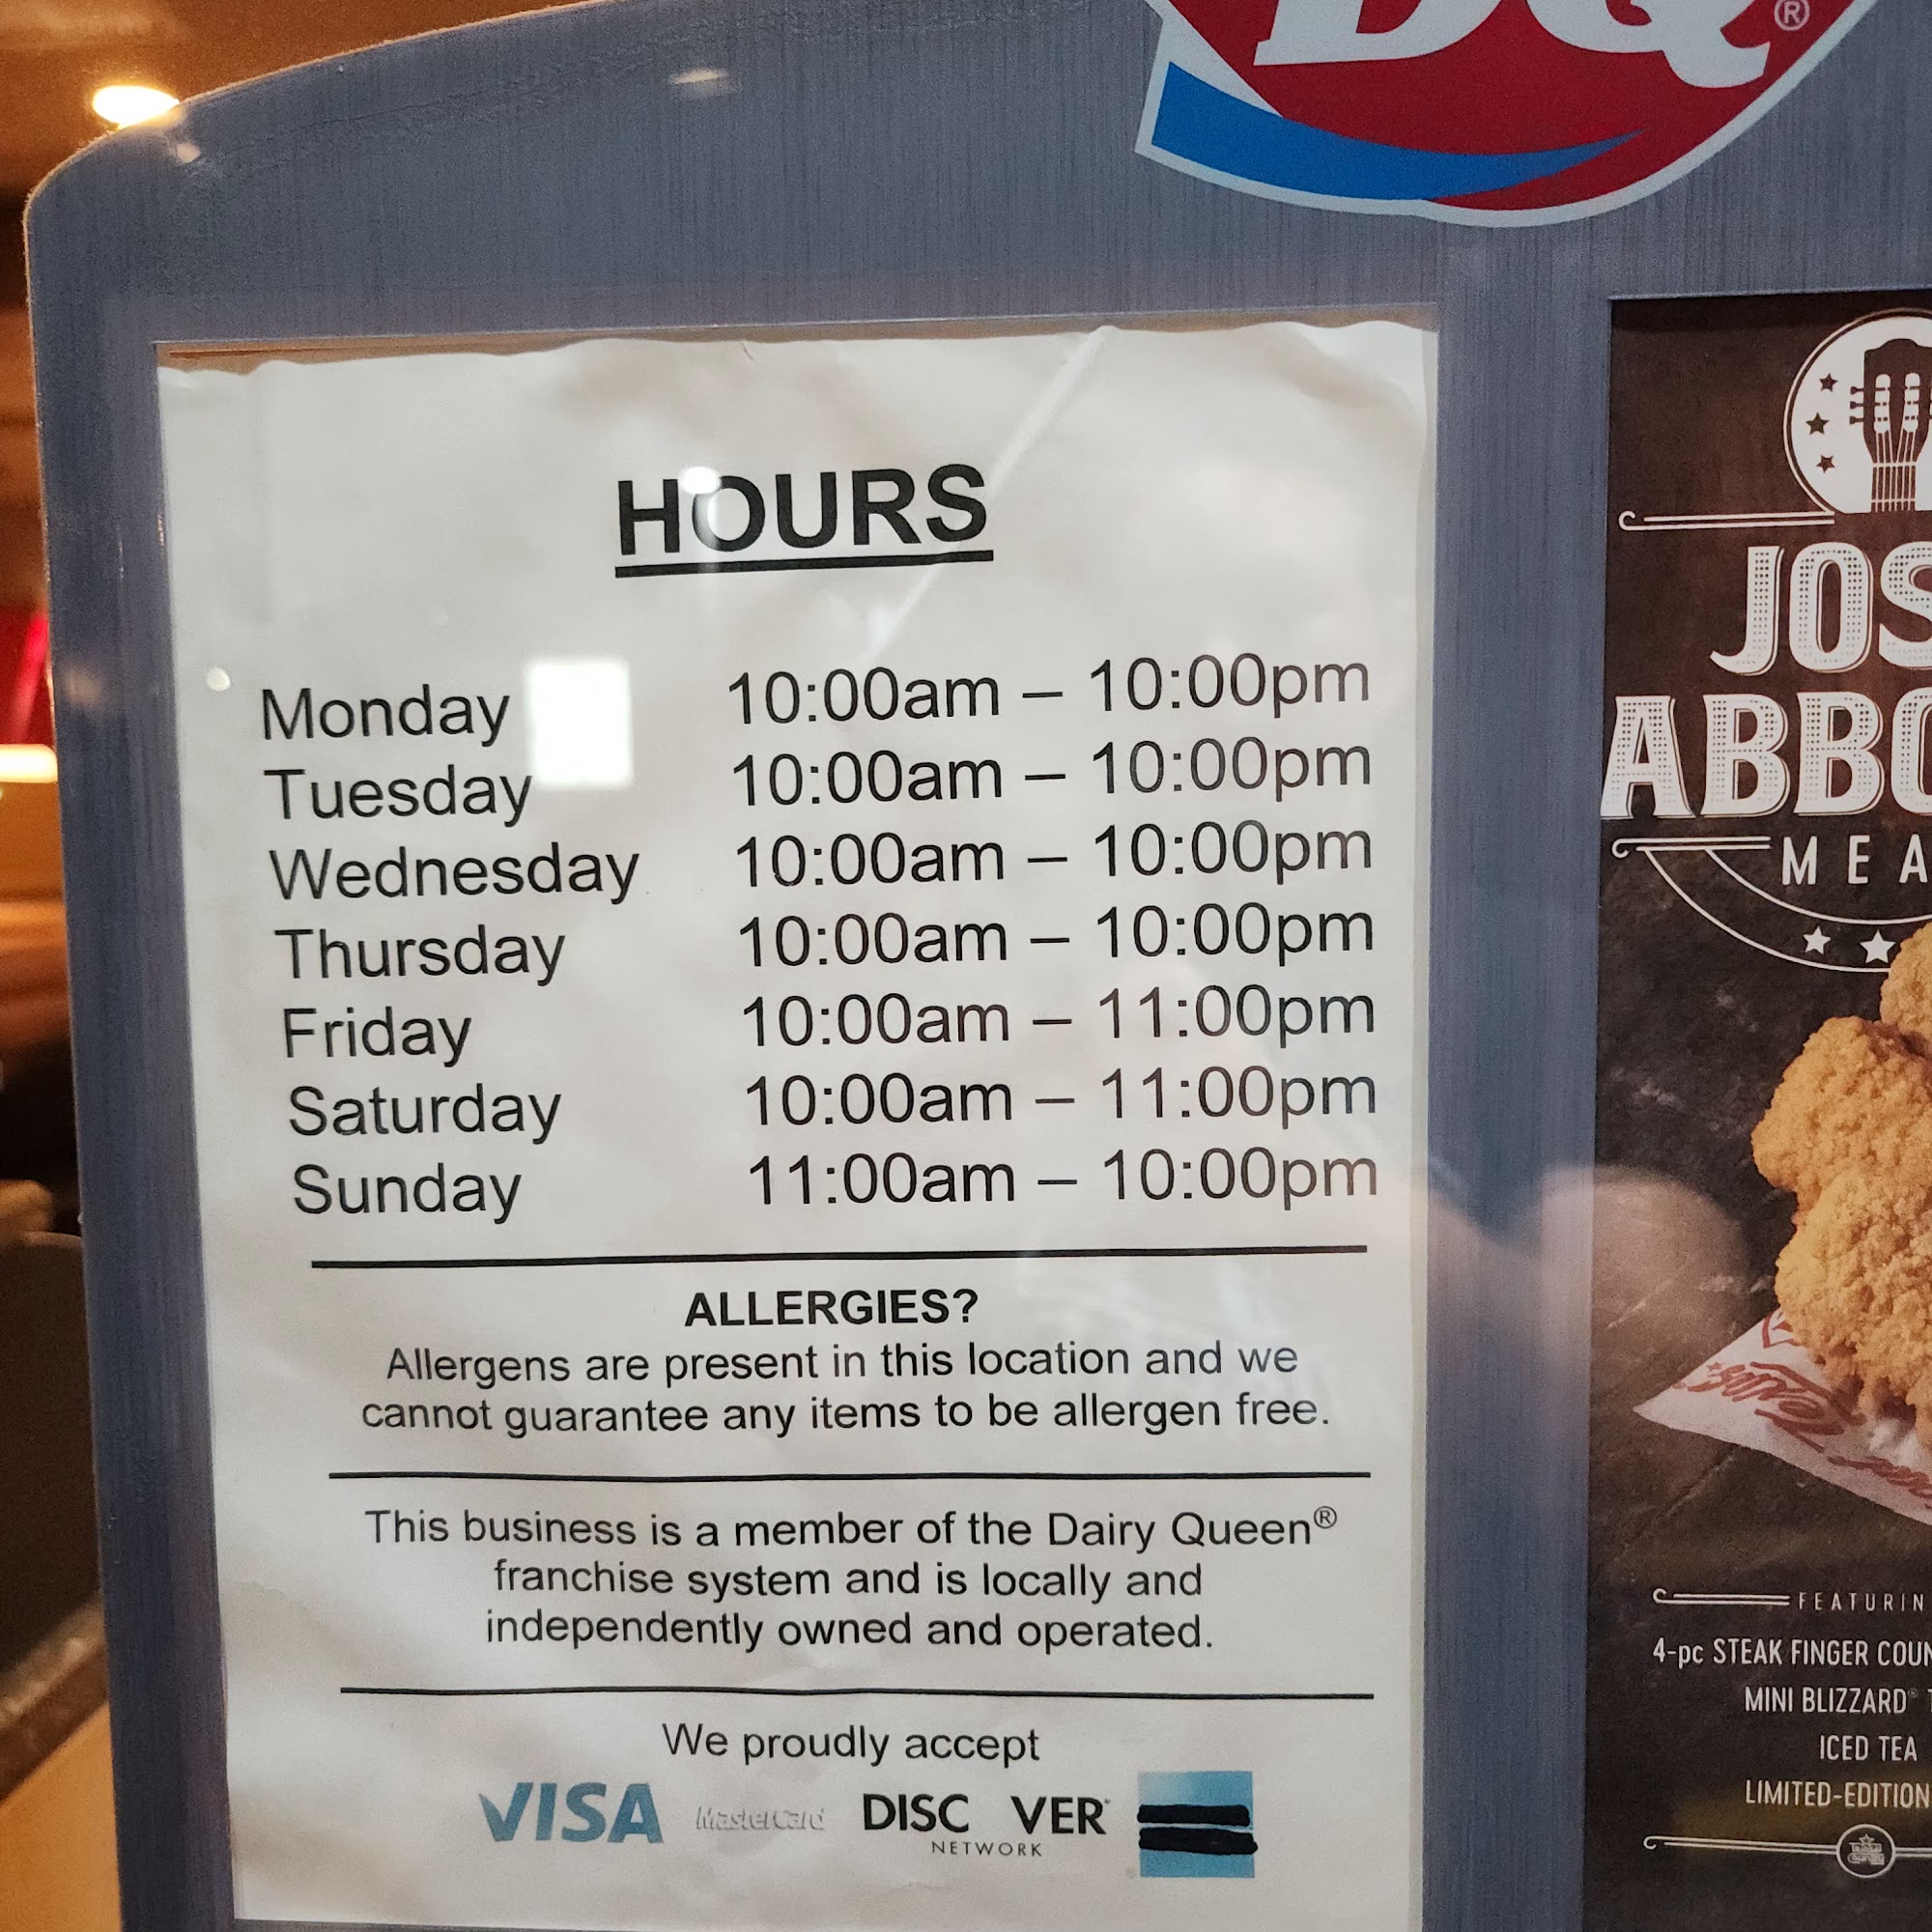 DQ®
HOURS
Monday 10:00am – 10:00pm
Tuesday 10:00am – 10:00pm
Wednesday 10:00am – 10:00pm
Thursday 10:00am – 10:00pm
Friday 10:00am – 11:00pm
Saturday 10:00am – 11:00pm
Sunday 11:00am – 10:00pm
ALLERGIES?
Allergens are present in this location and we
cannot guarantee any items to be allergen free.
This business is a member of the Dairy Queen®
franchise system and is locally and
independently owned and operated.
We proudly accept
VISA MasterCard DISC VER
NETWORK
JOS
ABBO
MEA
Texas
FEATURIN
4-pc STEAK FINGER COUN
MINI BLIZZARD® T
ICED TEA
LIMITED-EDITION